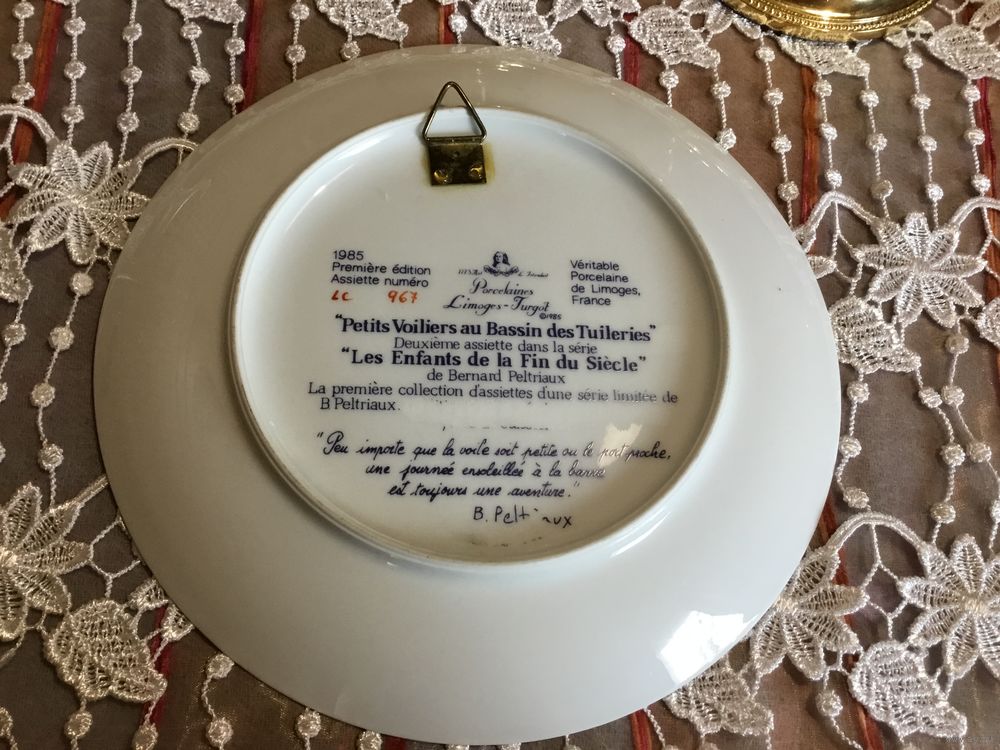 1985
Première édition
Assiette numéro
LC 967
Porcelaines
Limoges-Turgot
©1985
Véritable
Porcelaine
de Limoges,
France
"Petits Voiliers au Bassin des Tuileries"
Deuxième assiette dans la série
"Les Enfants de la Fin du Siècle"
de Bernard Peltriaux
La première collection d'assiettes d'une série limitée de
B Peltriaux.
"Peu importe que la voile soit petite ou le port proche,
une journée ensoleillée à la barre
est toujours une aventure."
B. Pelt aux